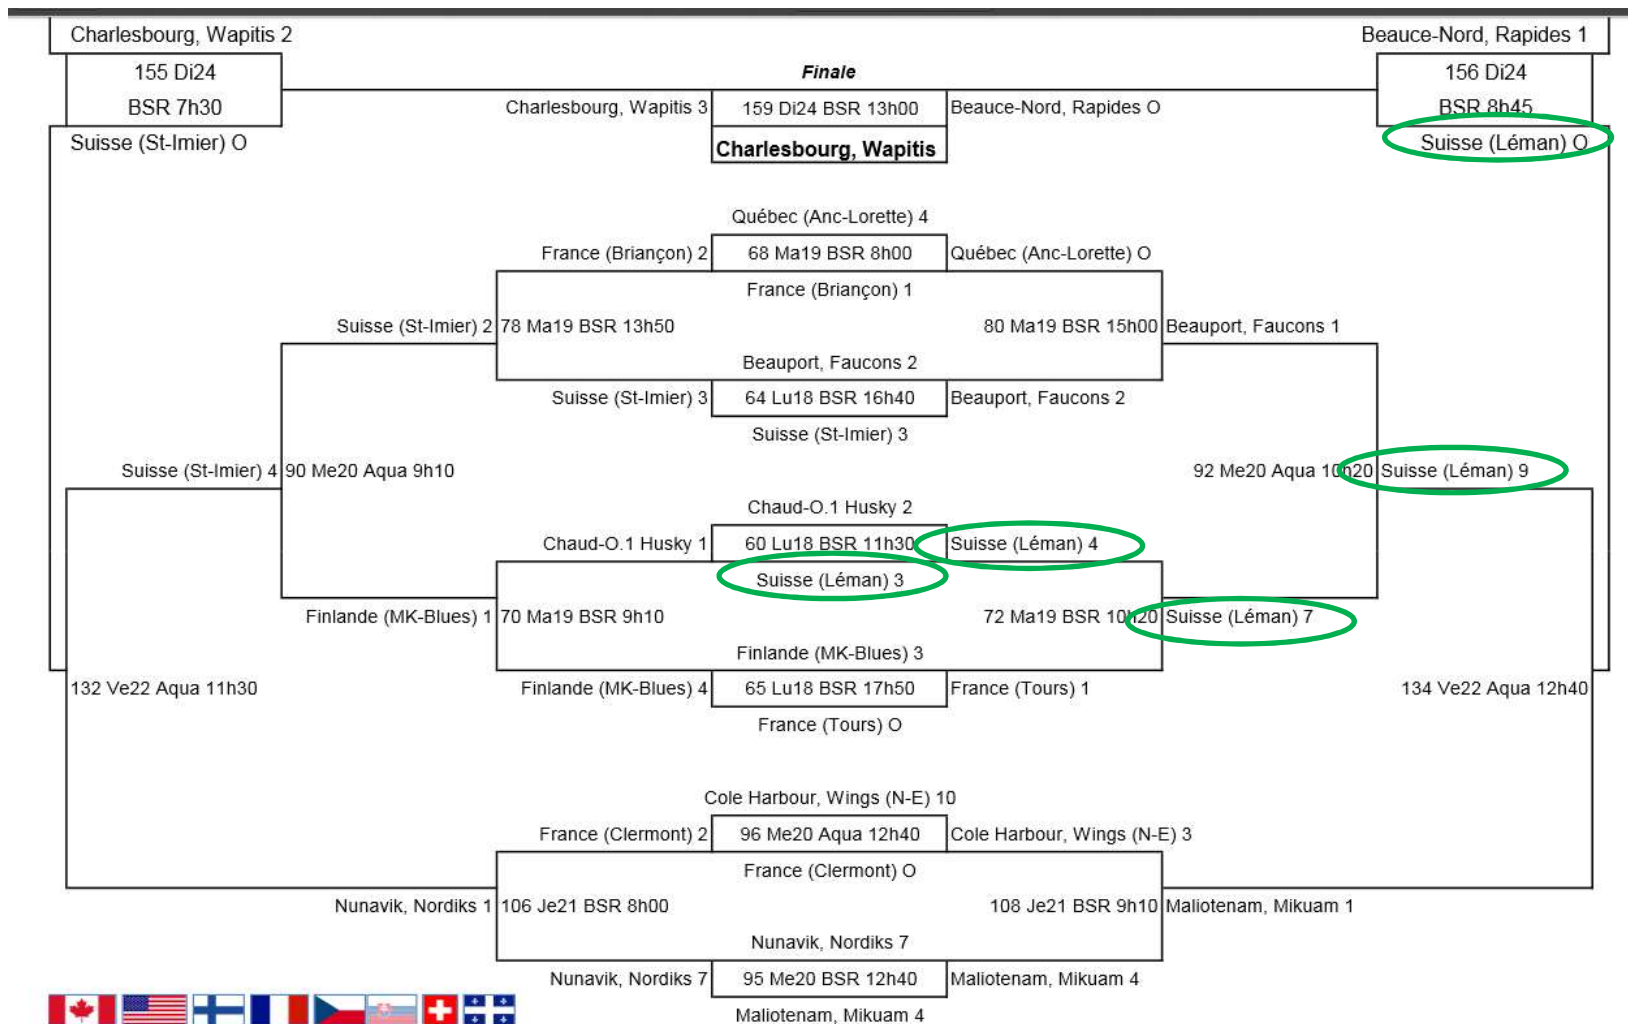 Charlesbourg, Wapitis 2
Beauce-Nord, Rapides 1
155 Di24
Finale
156 Di24
BSR 7h30
Charlesbourg, Wapitis 3
159 Di24 BSR 13h00
Beauce-Nord, Rapides O
BSR 8h45
Suisse (St-Imier) O
Charlesbourg, Wapitis
Suisse (Léman) O
Québec (Anc-Lorette) 4
France (Briançon) 2
68 Ma19 BSR 8h00
Québec (Anc-Lorette) O
France (Briançon) 1
Suisse (St-Imier) 2
78 Ma19 BSR 13h50
80 Ma19 BSR 15h00
Beauport, Faucons 1
Beauport, Faucons 2
Suisse (St-Imier) 3
64 Lu18 BSR 16h40
Beauport, Faucons 2
Suisse (St-Imier) 3
Suisse (St-Imier) 4
90 Me20 Aqua 9h10
92 Me20 Aqua 10h20
Suisse (Léman) 9
Chaud-O.1 Husky 2
Chaud-O.1 Husky 1
60 Lu18 BSR 11h30
Suisse (Léman) 4
Suisse (Léman) 3
Finlande (MK-Blues) 1
70 Ma19 BSR 9h10
72 Ma19 BSR 10h20
Suisse (Léman) 7
Finlande (MK-Blues) 3
132 Ve22 Aqua 11h30
Finlande (MK-Blues) 4
65 Lu18 BSR 17h50
France (Tours) 1
134 Ve22 Aqua 12h40
France (Tours) O
Cole Harbour, Wings (N-E) 10
France (Clermont) 2
96 Me20 Aqua 12h40
Cole Harbour, Wings (N-E) 3
France (Clermont) O
Nunavik, Nordiks 1
106 Je21 BSR 8h00
108 Je21 BSR 9h10
Maliotenam, Mikuam 1
Nunavik, Nordiks 7
Nunavik, Nordiks 7
95 Me20 BSR 12h40
Maliotenam, Mikuam 4
Maliotenam, Mikuam 4